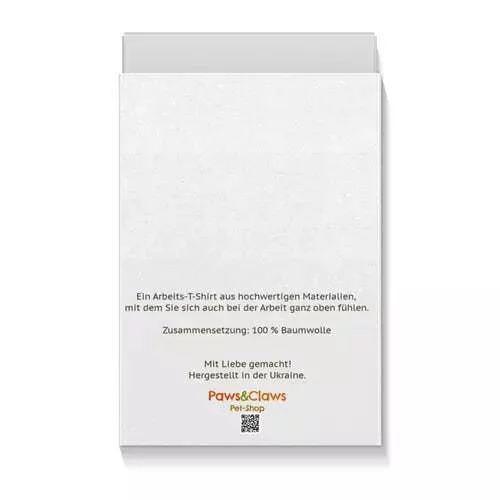 Ein Arbeits-T-Shirt aus hochwertigen Materialien,
mit dem Sie sich auch bei der Arbeit ganz oben fühlen.
Zusammensetzung: 100 % Baumwolle
Mit Liebe gemacht!
Hergestellt in der Ukraine.
Paws&Claws
Pet-Shop